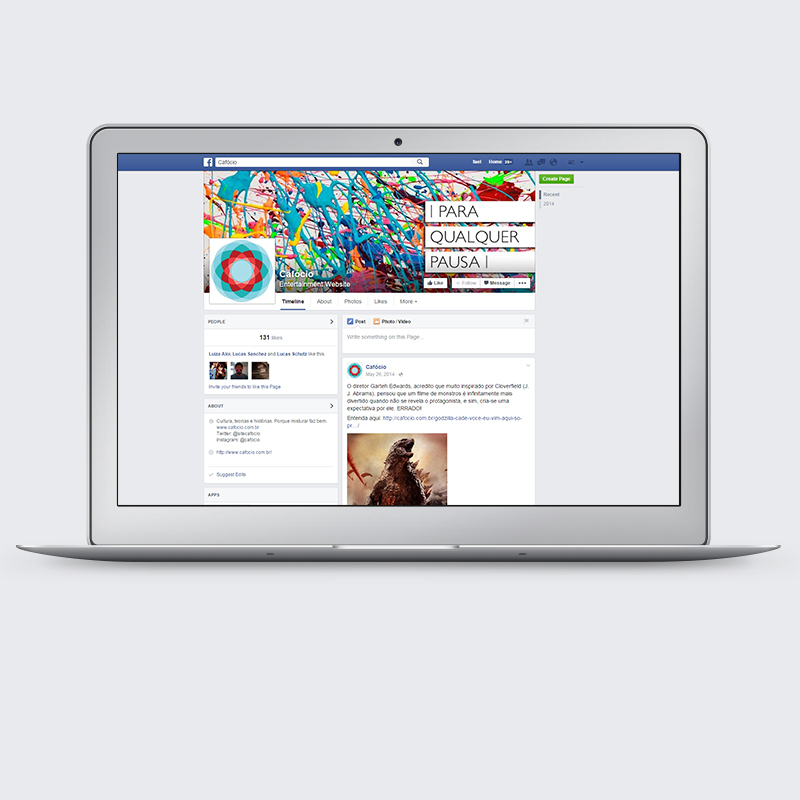 Cafócio
Home 20+
Create Page
Recent
2014
| PARA
QUALQUER
PAUSA |
Cafócio
Entertainment Website
Like
Follow
Message
Timeline
About
Photos
Likes
More
PEOPLE
131 likes
Luiza Alix, Lucas Sanchez and Lucas Schutz like this.
Invite your friends to like this Page
ABOUT
Cultura, teorias e histórias. Porque misturar faz bem.
www.cafocio.com.br
Twitter: @sitecafocio
Instagram: @cafocio
http://www.cafocio.com.br/
Suggest Edits
APPS
Post
Photo / Video
Write something on this Page...
Cafócio
May 26, 2014 ·
O diretor Garteh Edwards, acredito que muito inspirado por Cloverfield (J.
J. Abrams), pensou que um filme de monstros é infinitamente mais
divertido quando não se revela o protagonista, e sim, cria-se uma
expectativa por ele. ERRADO!
Entenda aqui: http://cafocio.com.br/godzilla-cade-voce-eu-vim-aqui-so-
pr.../